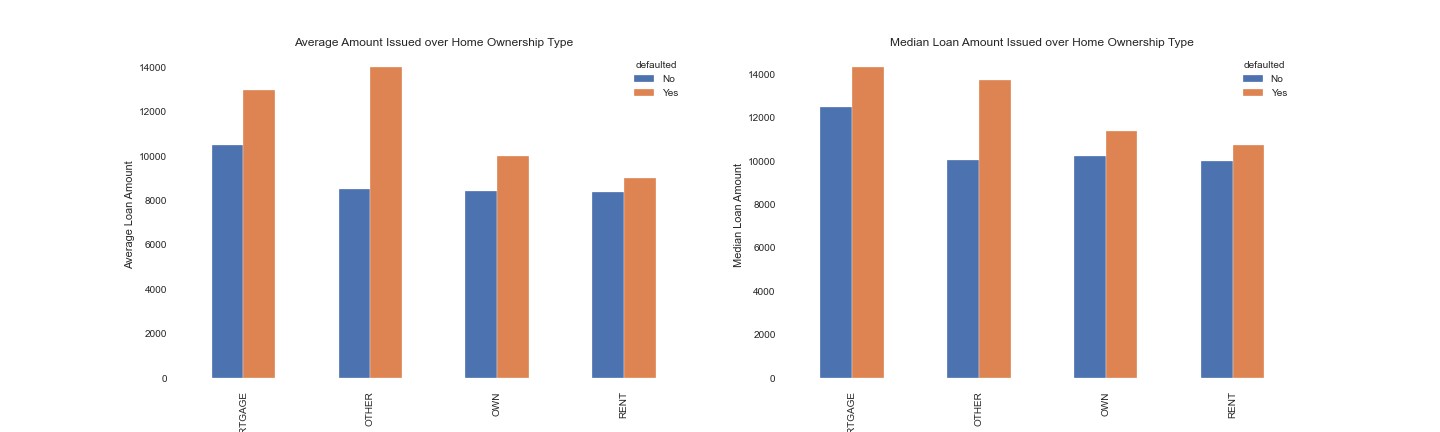 Average Amount Issued over Home Ownership Type
defaulted
No
Yes
Average Loan Amount
14000
12000
10000
8000
6000
4000
2000
0
RTGAGE
OTHER
OWN
RENT
Median Loan Amount Issued over Home Ownership Type
defaulted
No
Yes
Median Loan Amount
14000
12000
10000
8000
6000
4000
2000
0
RTGAGE
OTHER
OWN
RENT